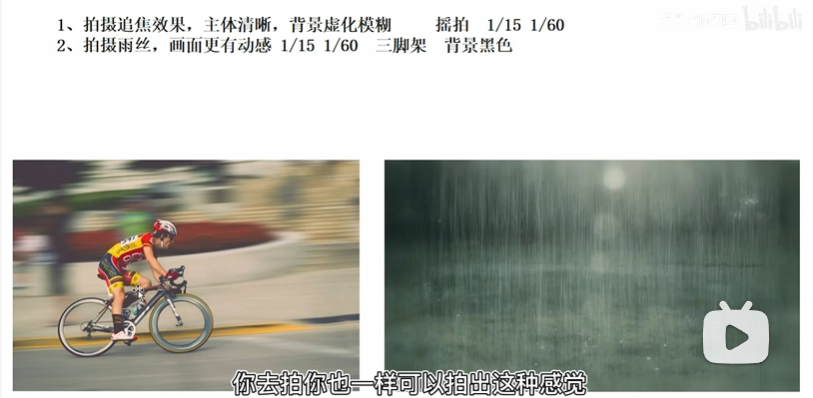 1、拍摄追焦效果，主体清晰，背景虚化模糊 摇拍 1/15 1/60
2、拍摄雨丝，画面更有动感 1/15 1/60 三脚架 背景黑色
bilibili
你去拍你也一样可以拍出这种感觉